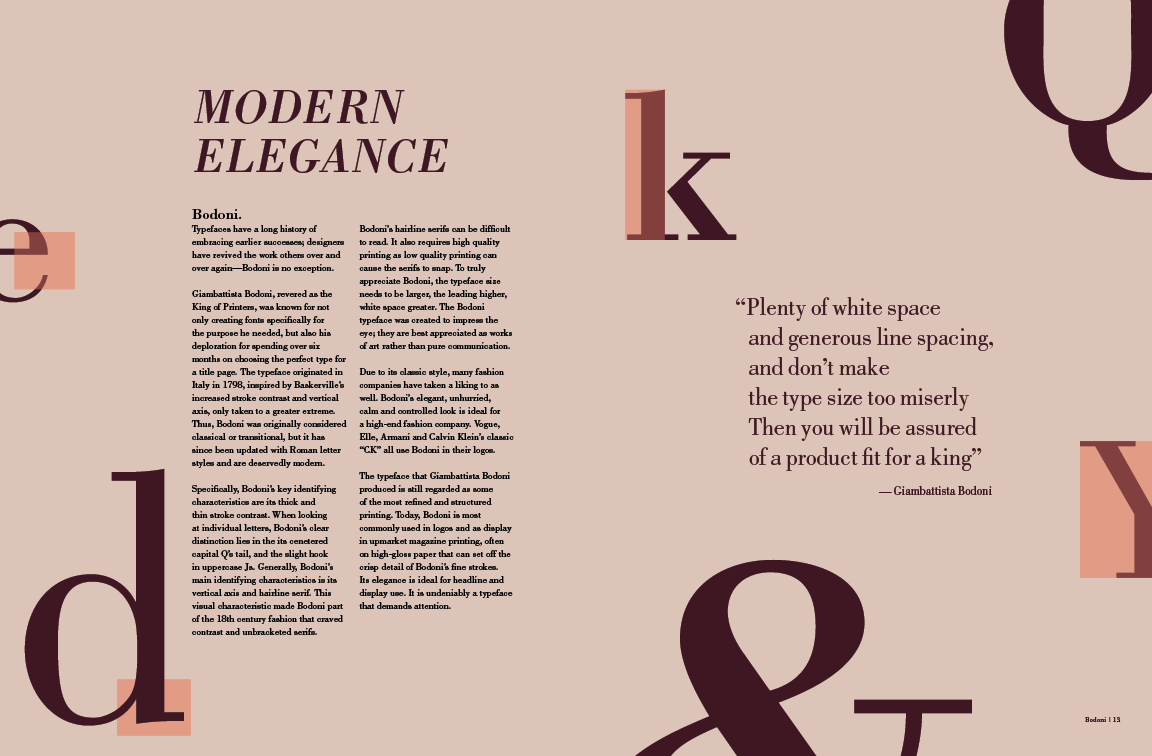 MODERN
ELEGANCE
Bodoni.
Typefaces have a long history of
embracing earlier successes; designers
have revived the work others over and
over again—Bodoni is no exception.
Giambattista Bodoni, revered as the
King of Printers, was known for not
only creating fonts specifically for
the purpose he needed, but also his
deploration for spending over six
months on choosing the perfect type for
a title page. The typeface originated in
Italy in 1798, inspired by Baskerville's
increased stroke contrast and vertical
axis, only taken to a greater extreme.
Thus, Bodoni was originally considered
classical or transitional, but it has
since been updated with Roman letter
styles and are deservedly modern.
Specifically, Bodoni's key identifying
characteristics are its thick and
thin stroke contrast. When looking
at individual letters, Bodoni's clear
distinction lies in the its cenetered
capital Q's tail, and the slight hook
in uppercase Js. Generally, Bodoni's
main identifying characteristics is its
vertical axis and hairline serif. This
visual characteristic made Bodoni part
of the 18th century fashion that craved
contrast and unbracketed serifs.
Bodoni's hairline serifs can be difficult
to read. It also requires high quality
printing as low quality printing can
cause the serifs to snap. To truly
appreciate Bodoni, the typeface size
needs to be larger, the leading higher,
white space greater. The Bodoni
typeface was created to impress the
eye; they are best appreciated as works
of art rather than pure communication.
Due to its classic style, many fashion
companies have taken a liking to as
well. Bodoni's elegant, unhurried,
calm and controlled look is ideal for
a high-end fashion company. Vogue,
Elle, Armani and Calvin Klein's classic
"CK" all use Bodoni in their logos.
The typeface that Giambattista Bodoni
produced is still regarded as some
of the most refined and structured
printing. Today, Bodoni is most
commonly used in logos and as display
in upmarket magazine printing, often
on high-gloss paper that can set off the
crisp detail of Bodoni's fine strokes.
Its elegance is ideal for headline and
display use. It is undeniably a typeface
that demands attention.
e
d
k
Q
“Plenty of white space
and generous line spacing,
and don’t make
the type size too miserly
Then you will be assured
of a product fit for a king”
— Giambattista Bodoni
Y
&
Bodoni | 13